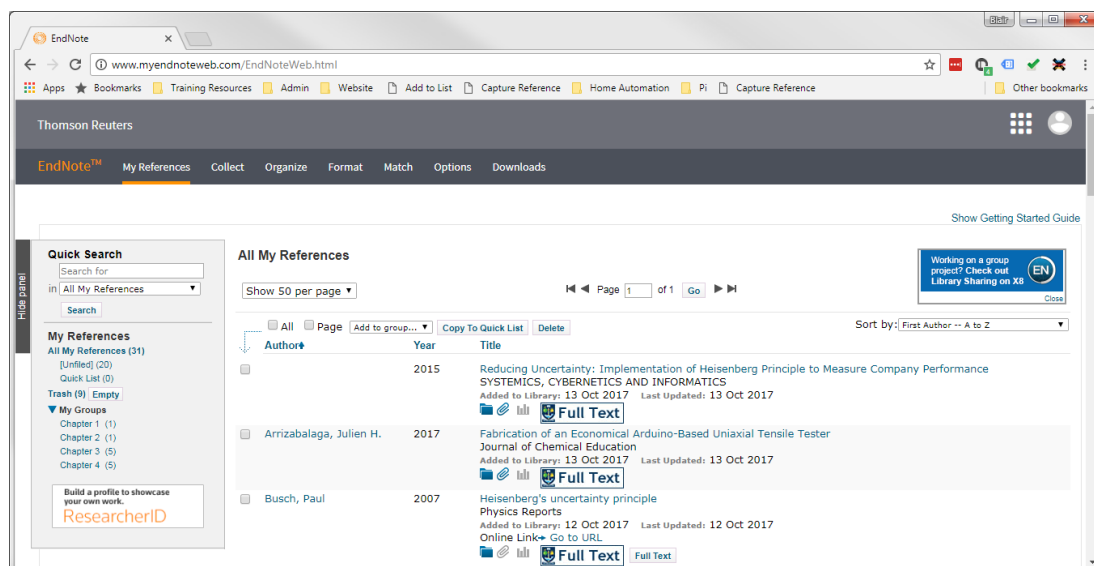 Blair
EndNote
www.myendnoteweb.com/EndNoteWeb.html
Apps Bookmarks Training Resources Admin Website Add to List Capture Reference Home Automation Pi Capture Reference Other bookmarks
Thomson Reuters
EndNote™ My References Collect Organize Format Match Options Downloads
Show Getting Started Guide
Hide panel
Quick Search
Search for
in All My References
Search
My References
All My References (31)
[Unfiled] (20)
Quick List (0)
Trash (9) Empty
My Groups
Chapter 1 (1)
Chapter 2 (1)
Chapter 3 (5)
Chapter 4 (5)
Build a profile to showcase
your own work.
ResearcherID
All My References
Show 50 per page
Page 1 of 1 Go
Working on a group
project? Check out
Library Sharing on X8
EN
Close
All Page Add to group... Copy To Quick List Delete
Sort by: First Author -- A to Z
Author Year Title
2015 Reducing Uncertainty: Implementation of Heisenberg Principle to Measure Company Performance
SYSTEMICS, CYBERNETICS AND INFORMATICS
Added to Library: 13 Oct 2017 Last Updated: 13 Oct 2017
Full Text
Arrizabalaga, Julien H. 2017 Fabrication of an Economical Arduino-Based Uniaxial Tensile Tester
Journal of Chemical Education
Added to Library: 13 Oct 2017 Last Updated: 13 Oct 2017
Full Text
Busch, Paul 2007 Heisenberg's uncertainty principle
Physics Reports
Added to Library: 12 Oct 2017 Last Updated: 12 Oct 2017
Online Link→ Go to URL
Full Text Full Text